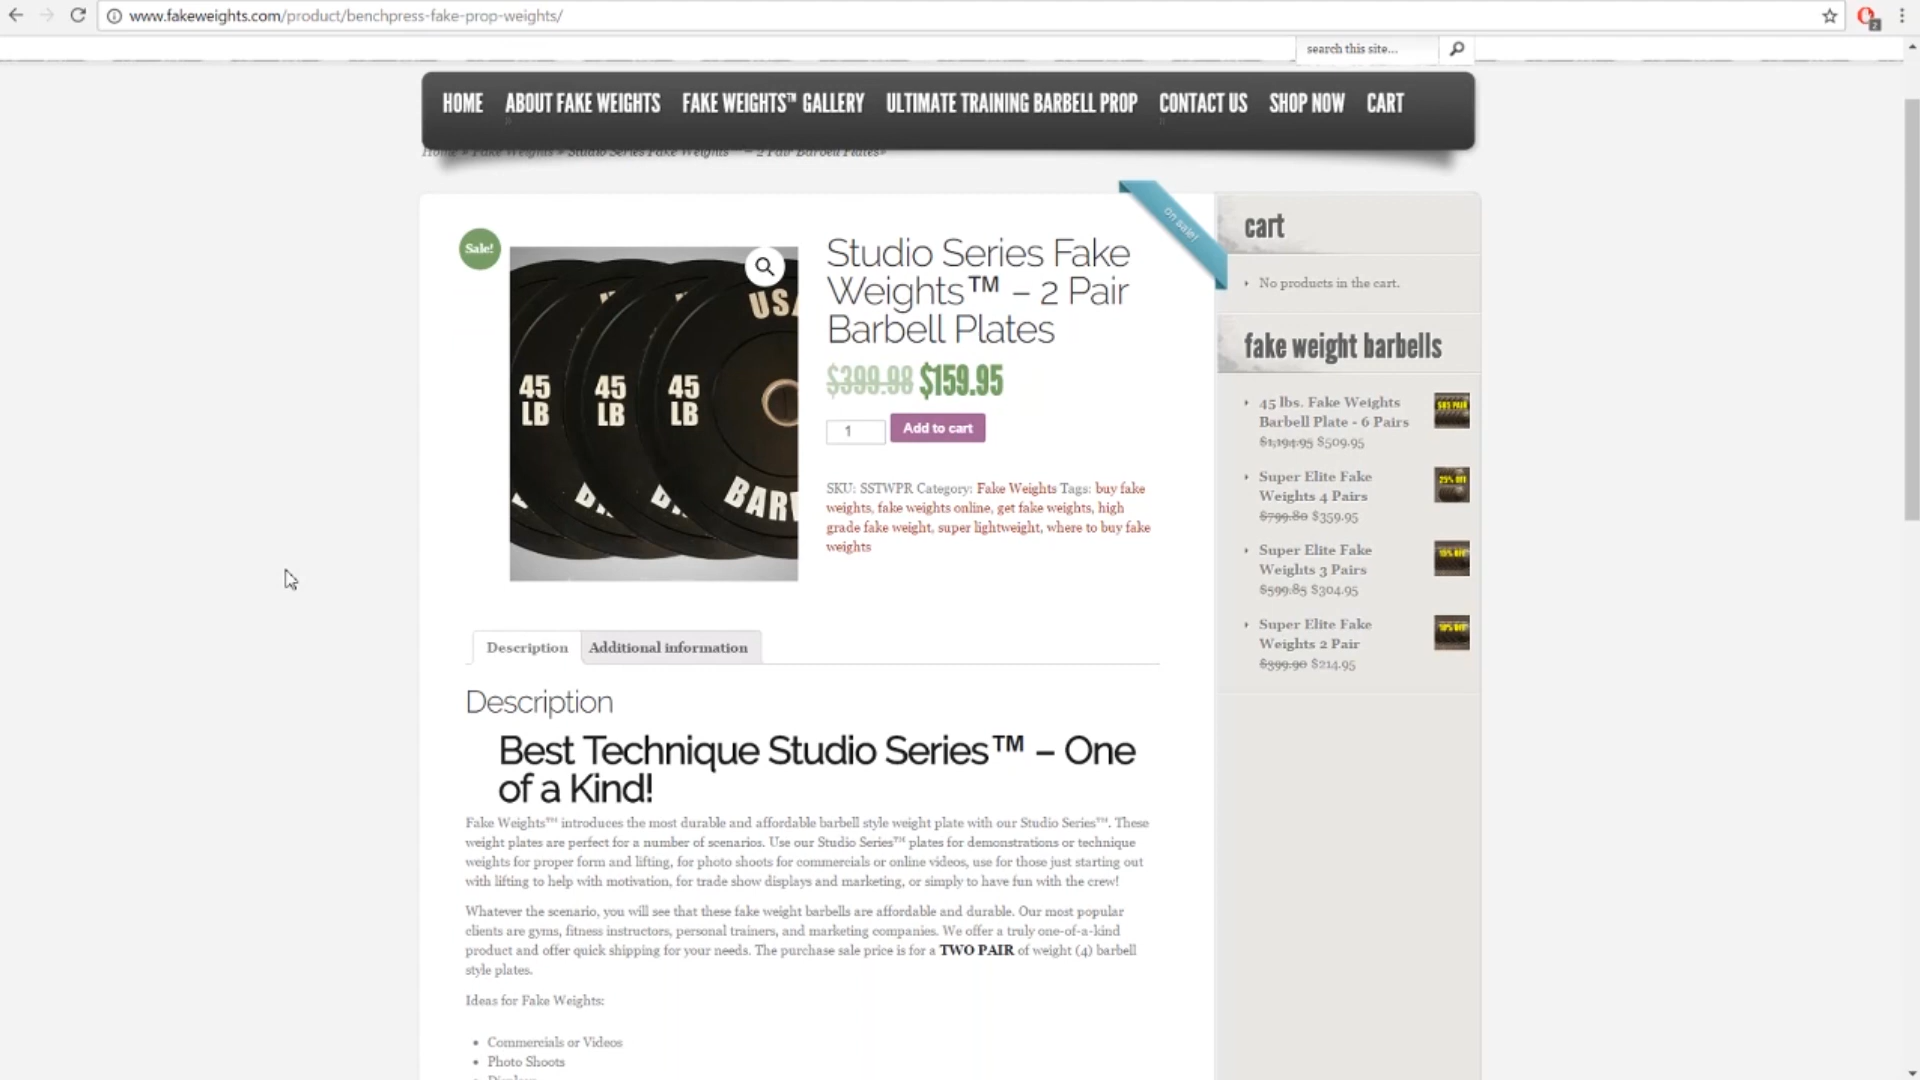 www.fakeweights.com/product/benchpress-fake-prop-weights/
2
search this site...
HOME ABOUT FAKE WEIGHTS FAKE WEIGHTS™ GALLERY ULTIMATE TRAINING BARBELL PROP CONTACT US SHOP NOW CART
Home » Fake Weights » Studio Series Fake Weights™ – 2 Pair Barbell Plates»
on sale!
Sale!
45 LB
45 LB
45 LB
USA
BAR
Studio Series Fake
Weights™ – 2 Pair
Barbell Plates
$399.98 $159.95
1
Add to cart
SKU: SSTWPR Category: Fake Weights Tags: buy fake
weights, fake weights online, get fake weights, high
grade fake weight, super lightweight, where to buy fake
weights
cart
No products in the cart.
fake weight barbells
45 lbs. Fake Weights
Barbell Plate - 6 Pairs
$1,194.95 $509.95
Super Elite Fake
Weights 4 Pairs
$799.80 $359.95
25% OFF
Super Elite Fake
Weights 3 Pairs
$599.85 $304.95
15% OFF
Super Elite Fake
Weights 2 Pair
$399.90 $214.95
10% OFF
Description
Additional information
Description
Best Technique Studio Series™ – One
of a Kind!
Fake Weights™ introduces the most durable and affordable barbell style weight plate with our Studio Series™. These
weight plates are perfect for a number of scenarios. Use our Studio Series™ plates for demonstrations or technique
weights for proper form and lifting, for photo shoots for commercials or online videos, use for those just starting out
with lifting to help with motivation, for trade show displays and marketing, or simply to have fun with the crew!
Whatever the scenario, you will see that these fake weight barbells are affordable and durable. Our most popular
clients are gyms, fitness instructors, personal trainers, and marketing companies. We offer a truly one-of-a-kind
product and offer quick shipping for your needs. The purchase sale price is for a TWO PAIR of weight (4) barbell
style plates.
Ideas for Fake Weights:
Commercials or Videos
Photo Shoots